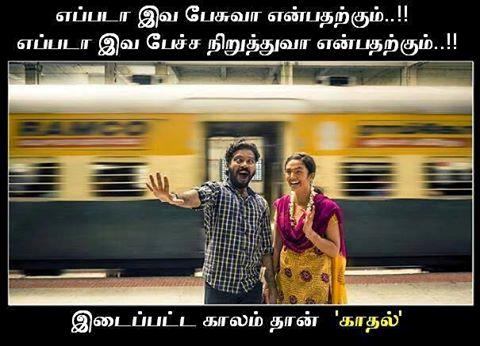 எப்படா இவ பேசுவா என்பதற்கும்..!!
எப்படா இவ பேச்ச நிறுத்துவா என்பதற்கும்..!!
RAMCO
இடைப்பட்ட காலம் தான் 'காதல்'